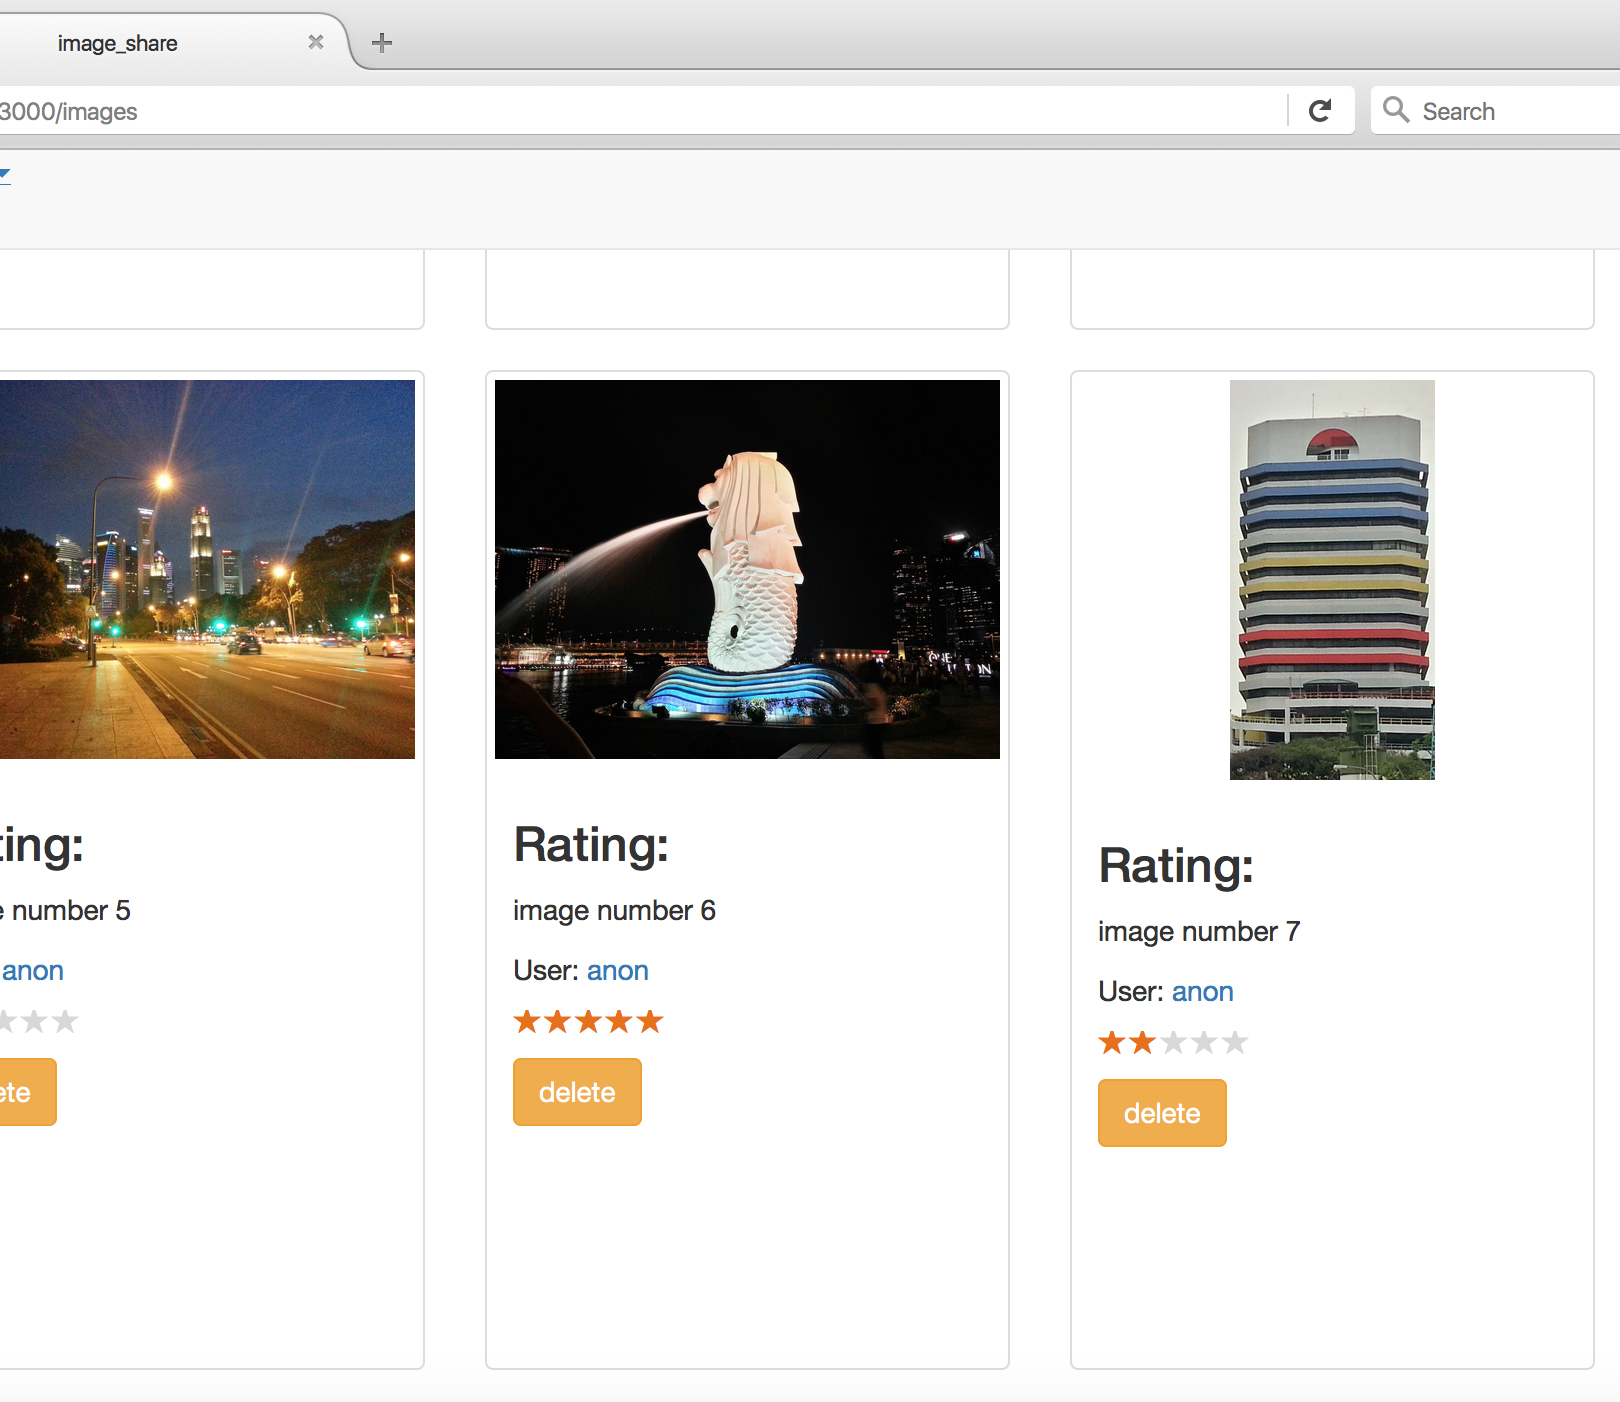 image_share
3000/images
Search
ting:
number 5
anon
ete
Rating:
image number 6
User: anon
delete
Rating:
image number 7
User: anon
delete